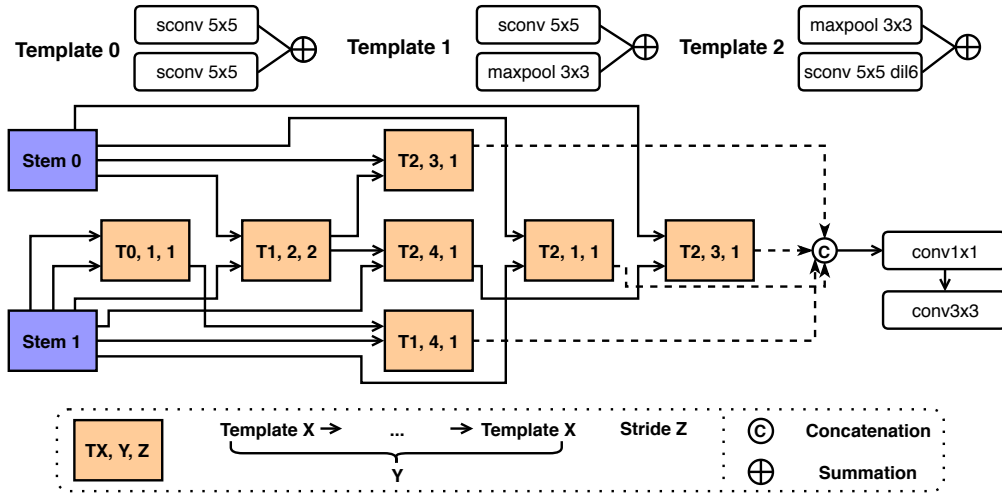 Template 0
sconv 5x5
sconv 5x5
Template 1
sconv 5x5
maxpool 3x3
Template 2
maxpool 3x3
sconv 5x5 dil6
Stem 0
T2, 3, 1
T0, 1, 1
T1, 2, 2
T2, 4, 1
T2, 1, 1
T2, 3, 1
C
conv1x1
conv3x3
Stem 1
T1, 4, 1
TX, Y, Z
Template X ... Template X
Y
Stride Z
C Concatenation
Summation